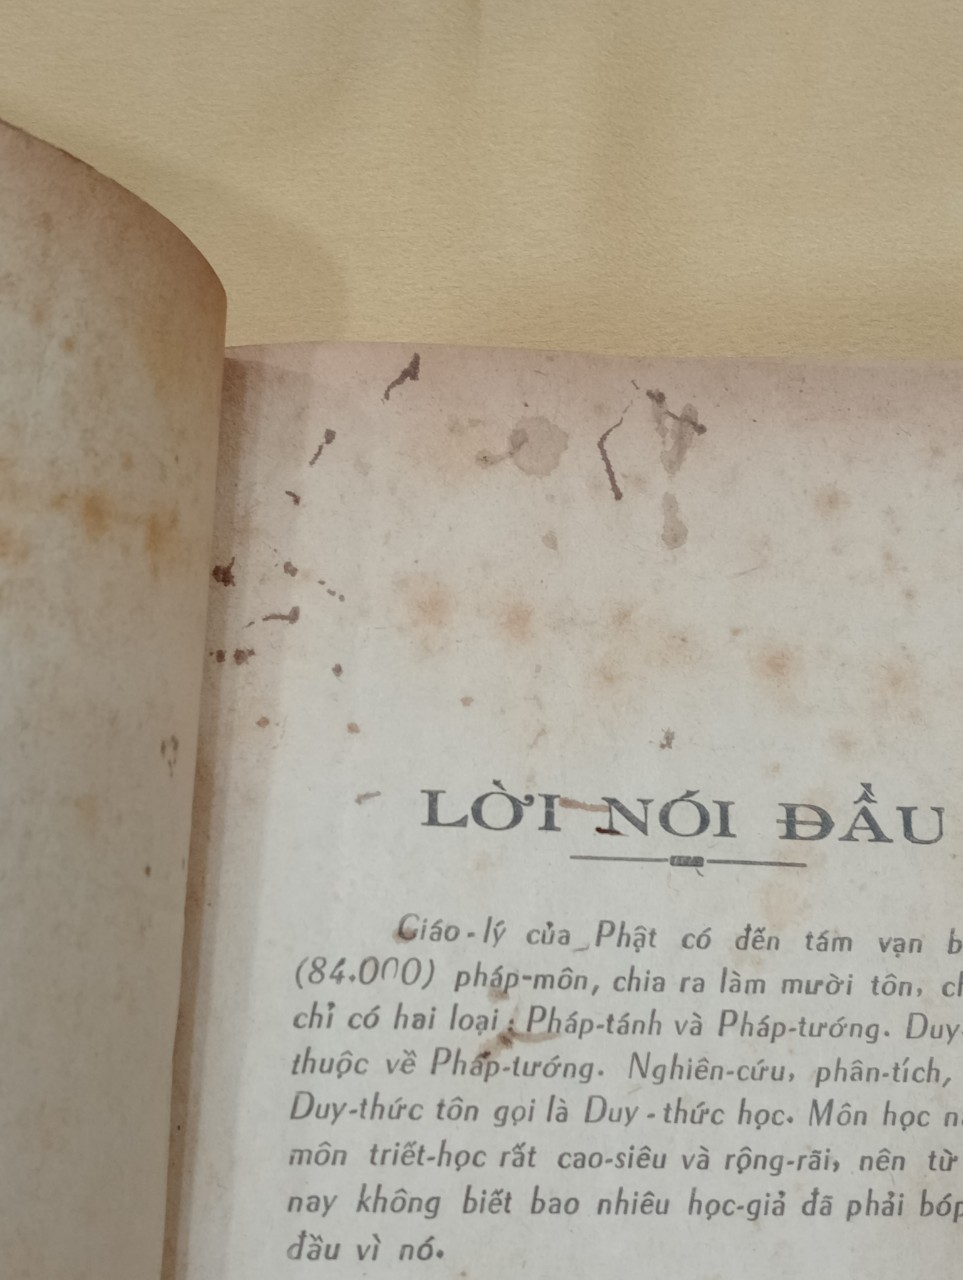 LỜI NÓI ĐẦU
Giáo-lý của Phật có đến tám vạn
(84.000) pháp-môn, chia ra làm mười tôn,
chỉ có hai loại: Pháp-tánh và Pháp-tướng. Duy-
thuộc về Pháp-tướng. Nghiên-cứu, phân-tích,
Duy-thức tôn gọi là Duy-thức học. Môn học
môn triết-học rất cao-siêu và rộng-rãi, nên từ
nay không biết bao nhiêu học-giả đã phải bóp
đầu vì nó.